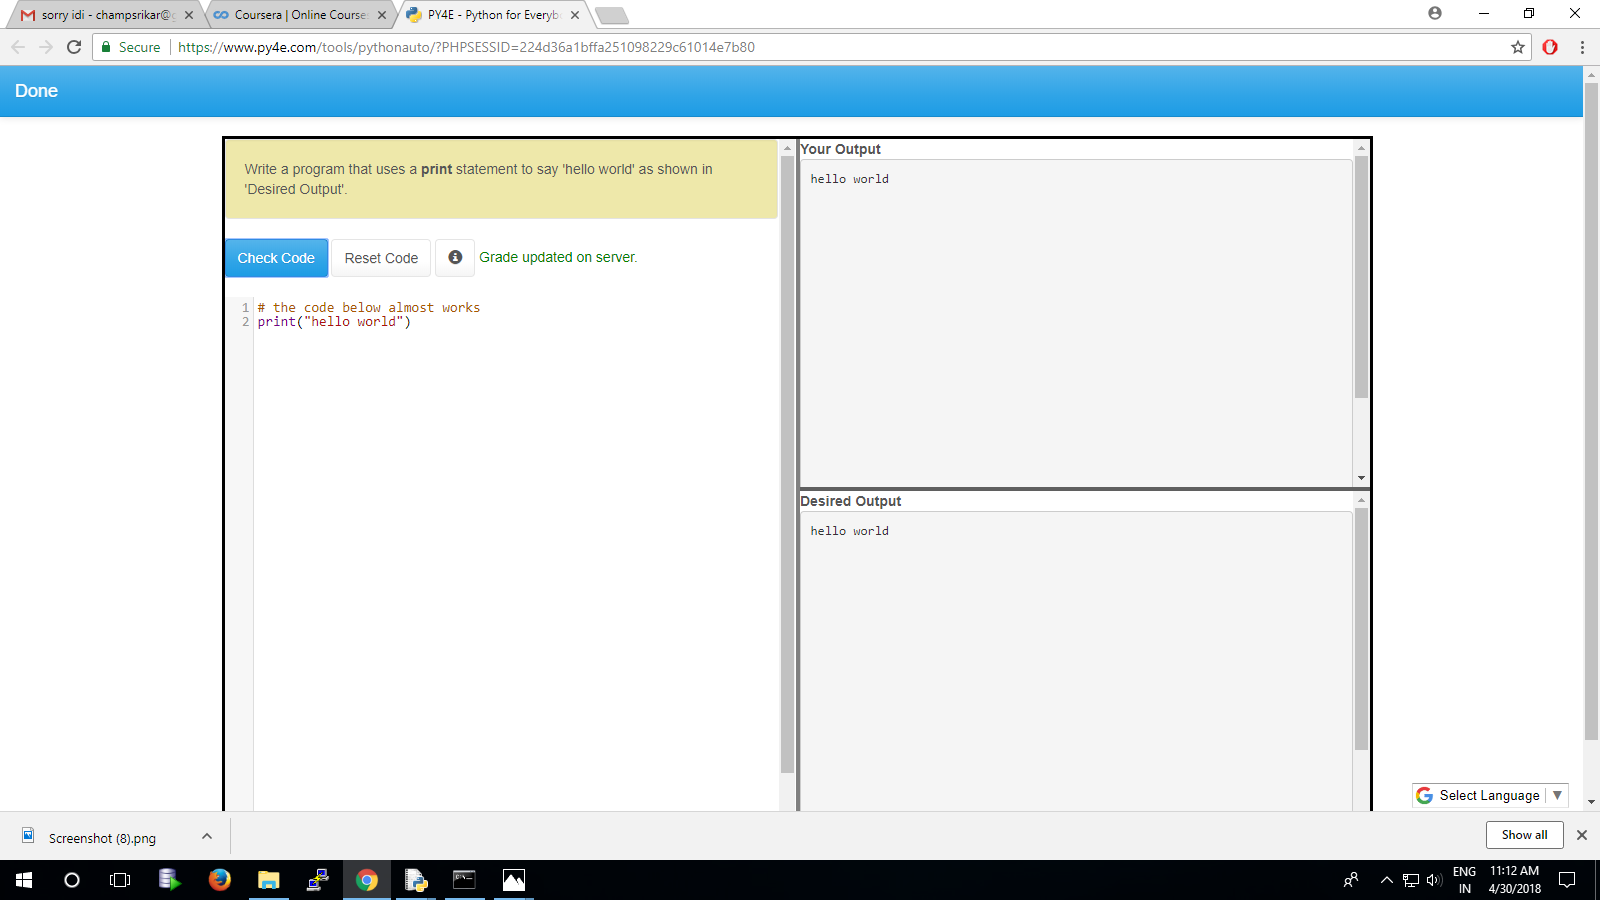 sorry idi - champsrikar@g
Coursera | Online Courses
PY4E - Python for Everyb
Secure
https://www.py4e.com/tools/pythonauto/?PHPSESSID=224d36a1bffa251098229c61014e7b80
Done
Write a program that uses a print statement to say 'hello world' as shown in
'Desired Output'.
Check Code
Reset Code
Grade updated on server.
1 # the code below almost works
2 print("hello world")
Your Output
hello world
Desired Output
hello world
Select Language
Screenshot (8).png
Show all
ENG
IN
11:12 AM
4/30/2018